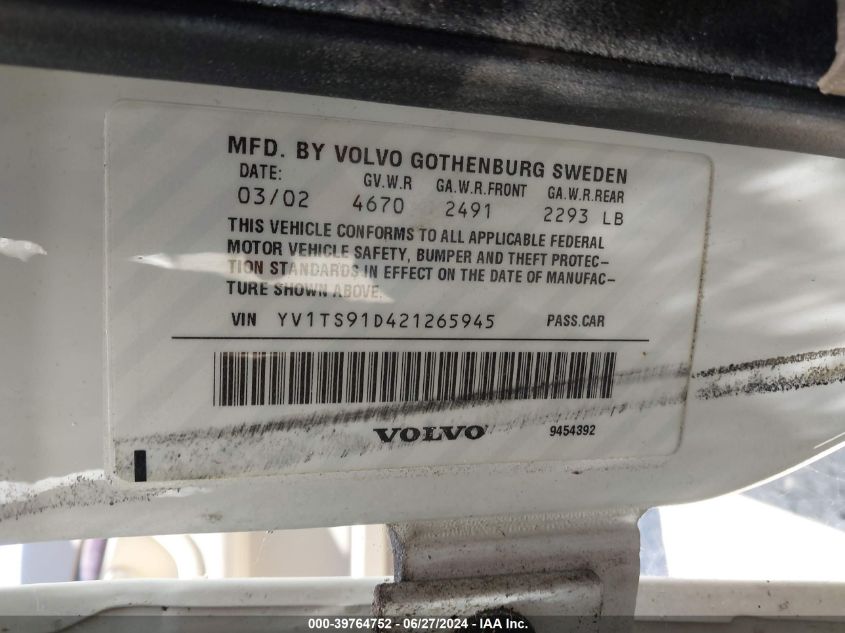 MFD. BY VOLVO GOTHENBURG SWEDEN
DATE: GV.W.R GA.W.R.FRONT GA.W.R.REAR
03/02 4670 2491 2293 LB
THIS VEHICLE CONFORMS TO ALL APPLICABLE FEDERAL
MOTOR VEHICLE SAFETY, BUMPER AND THEFT PROTEC-
TION STANDARDS IN EFFECT ON THE DATE OF MANUFAC-
TURE SHOWN ABOVE.
VIN YV1TS91D421265945 PASS.CAR
VOLVO 9454392
000-39764752 / 06/27/2024 / IAA Inc.